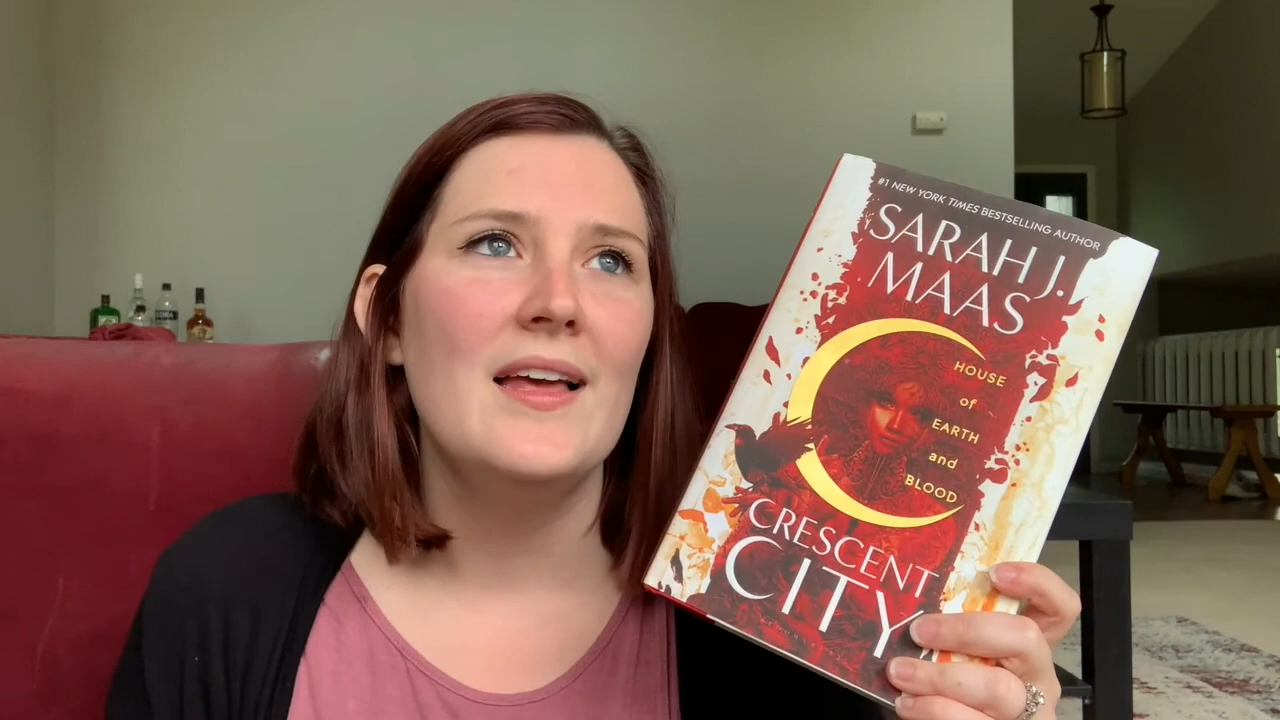 #1 NEW YORK TIMES BESTSELLING AUTHOR
SARAH J.
MAAS
HOUSE
of
EARTH
and
BLOOD
CRESCENT
CITY